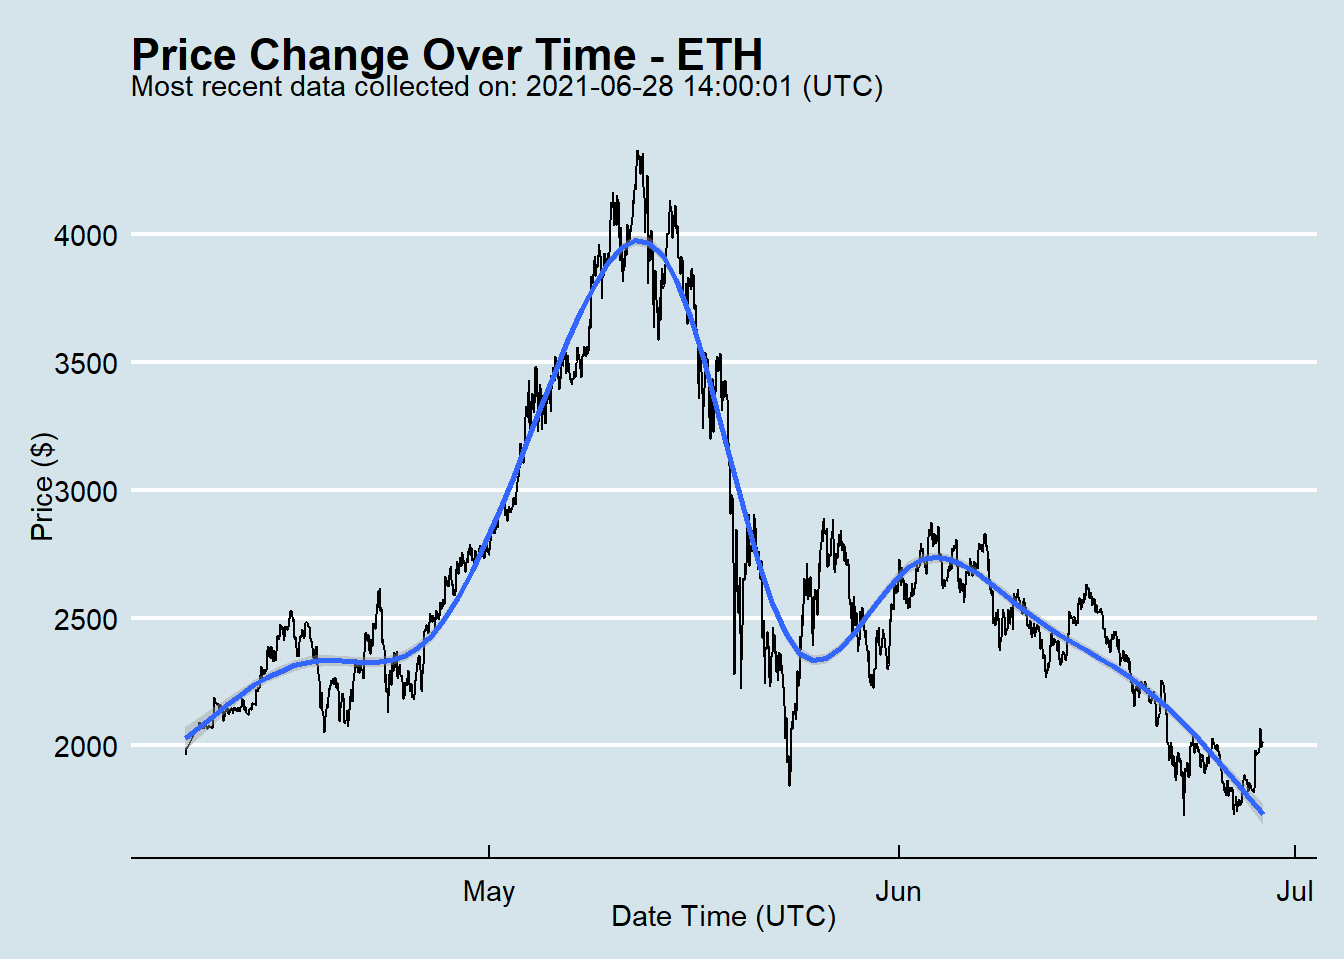 Price Change Over Time - ETH
Most recent data collected on: 2021-06-28 14:00:01 (UTC)
4000
3500
3000
2500
2000
Price ($)
May
Jun
Jul
Date Time (UTC)